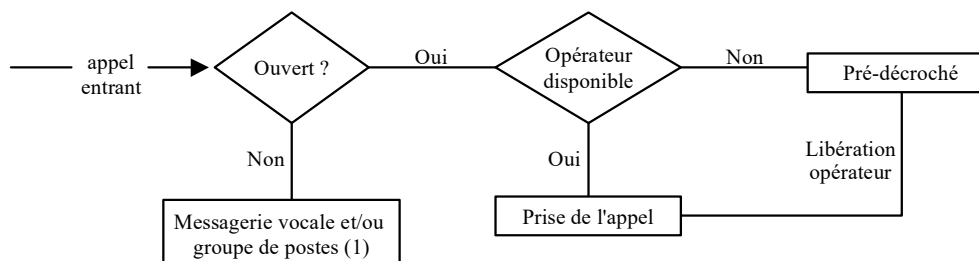 appel
entrant
Ouvert ?
Oui
Opérateur
disponible
Non
Pré-décroché
Non
Oui
Libération
opérateur
Messagerie vocale et/ou
groupe de postes (1)
Prise de l'appel